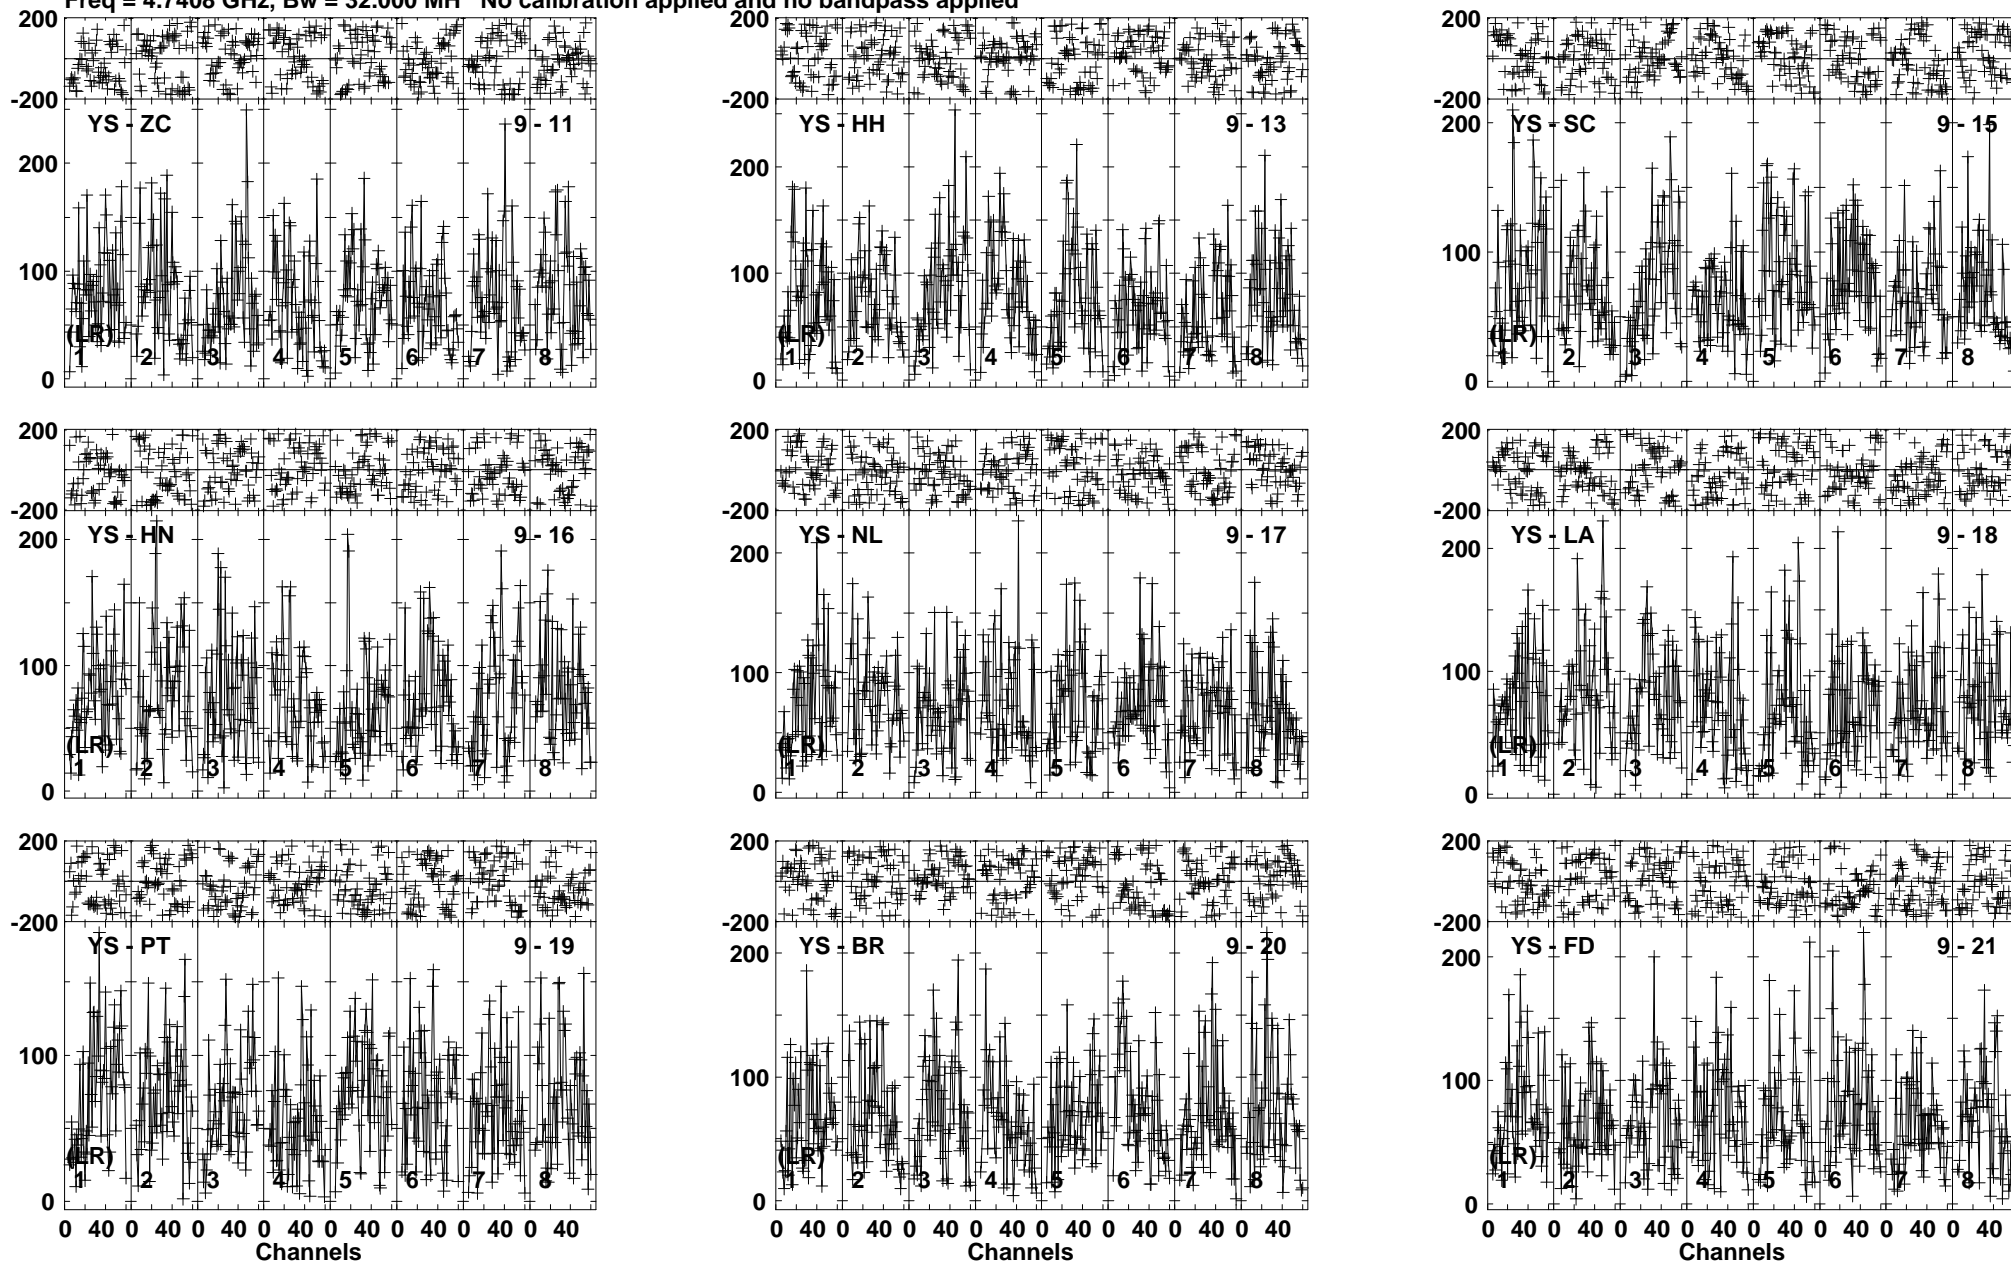 Freq = 4.7408 GHz, Bw = 32.000 MH No calibration applied and no bandpass applied
200 200 200
-200 -200 -200
YS - ZC 9 - 11 YS - HH 9 - 13 YS - SC 9 - 15
200 200 200
100 100 100
(LR) (LR) (LR)
1 2 3 4 5 6 7 8 1 2 3 4 5 6 7 8 1 2 3 4 5 6 7 8
0 0 0
200 200 200
-200 -200 -200
YS - HN 9 - 16 YS - NL 9 - 17 YS - LA 9 - 18
200 200 200
100 100 100
(LR) (LR) (LR)
1 2 3 4 5 6 7 8 1 2 3 4 5 6 7 8 1 2 3 4 5 6 7 8
0 0 0
200 200 200
-200 -200 -200
YS - PT 9 - 19 YS - BR 9 - 20 YS - FD 9 - 21
200 200
100 100 100
(LR) (LR) (LR)
1 2 3 4 5 6 7 8 1 2 3 4 5 6 7 8 1 2 3 4 5 6 7 8
0 0 0
0 40 0 40 0 40 0 40 0 40 0 40 0 40 0 40 0 40 0 40 0 40 0 40 0 40 0 40 0 40 0 40 0 40 0 40 0 40 0 40 0 40 0 40 0 40 0 40
Channels Channels Channels